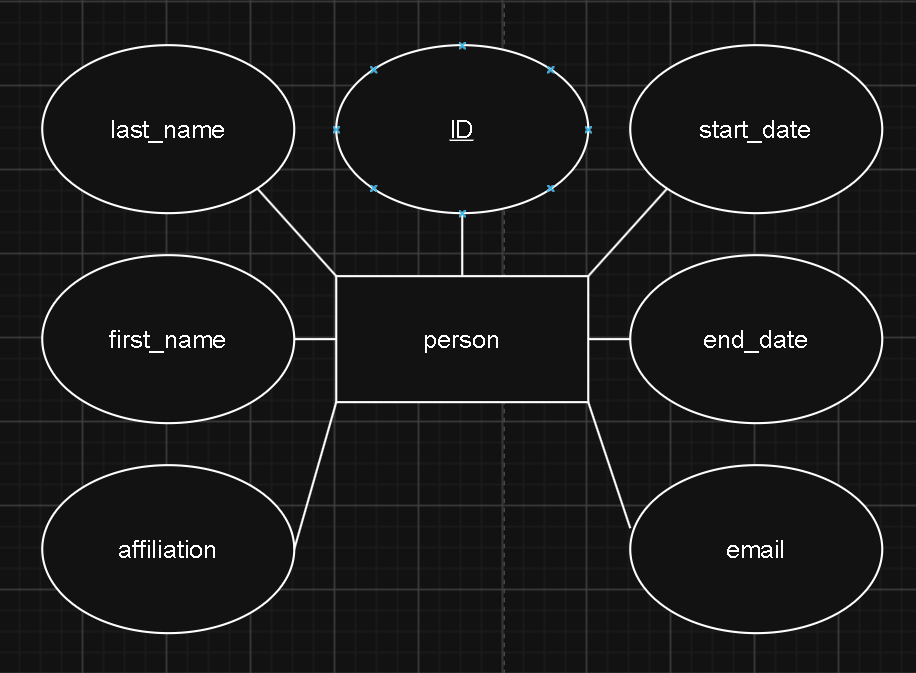 last_name
ID
start_date
first_name
person
end_date
affiliation
email